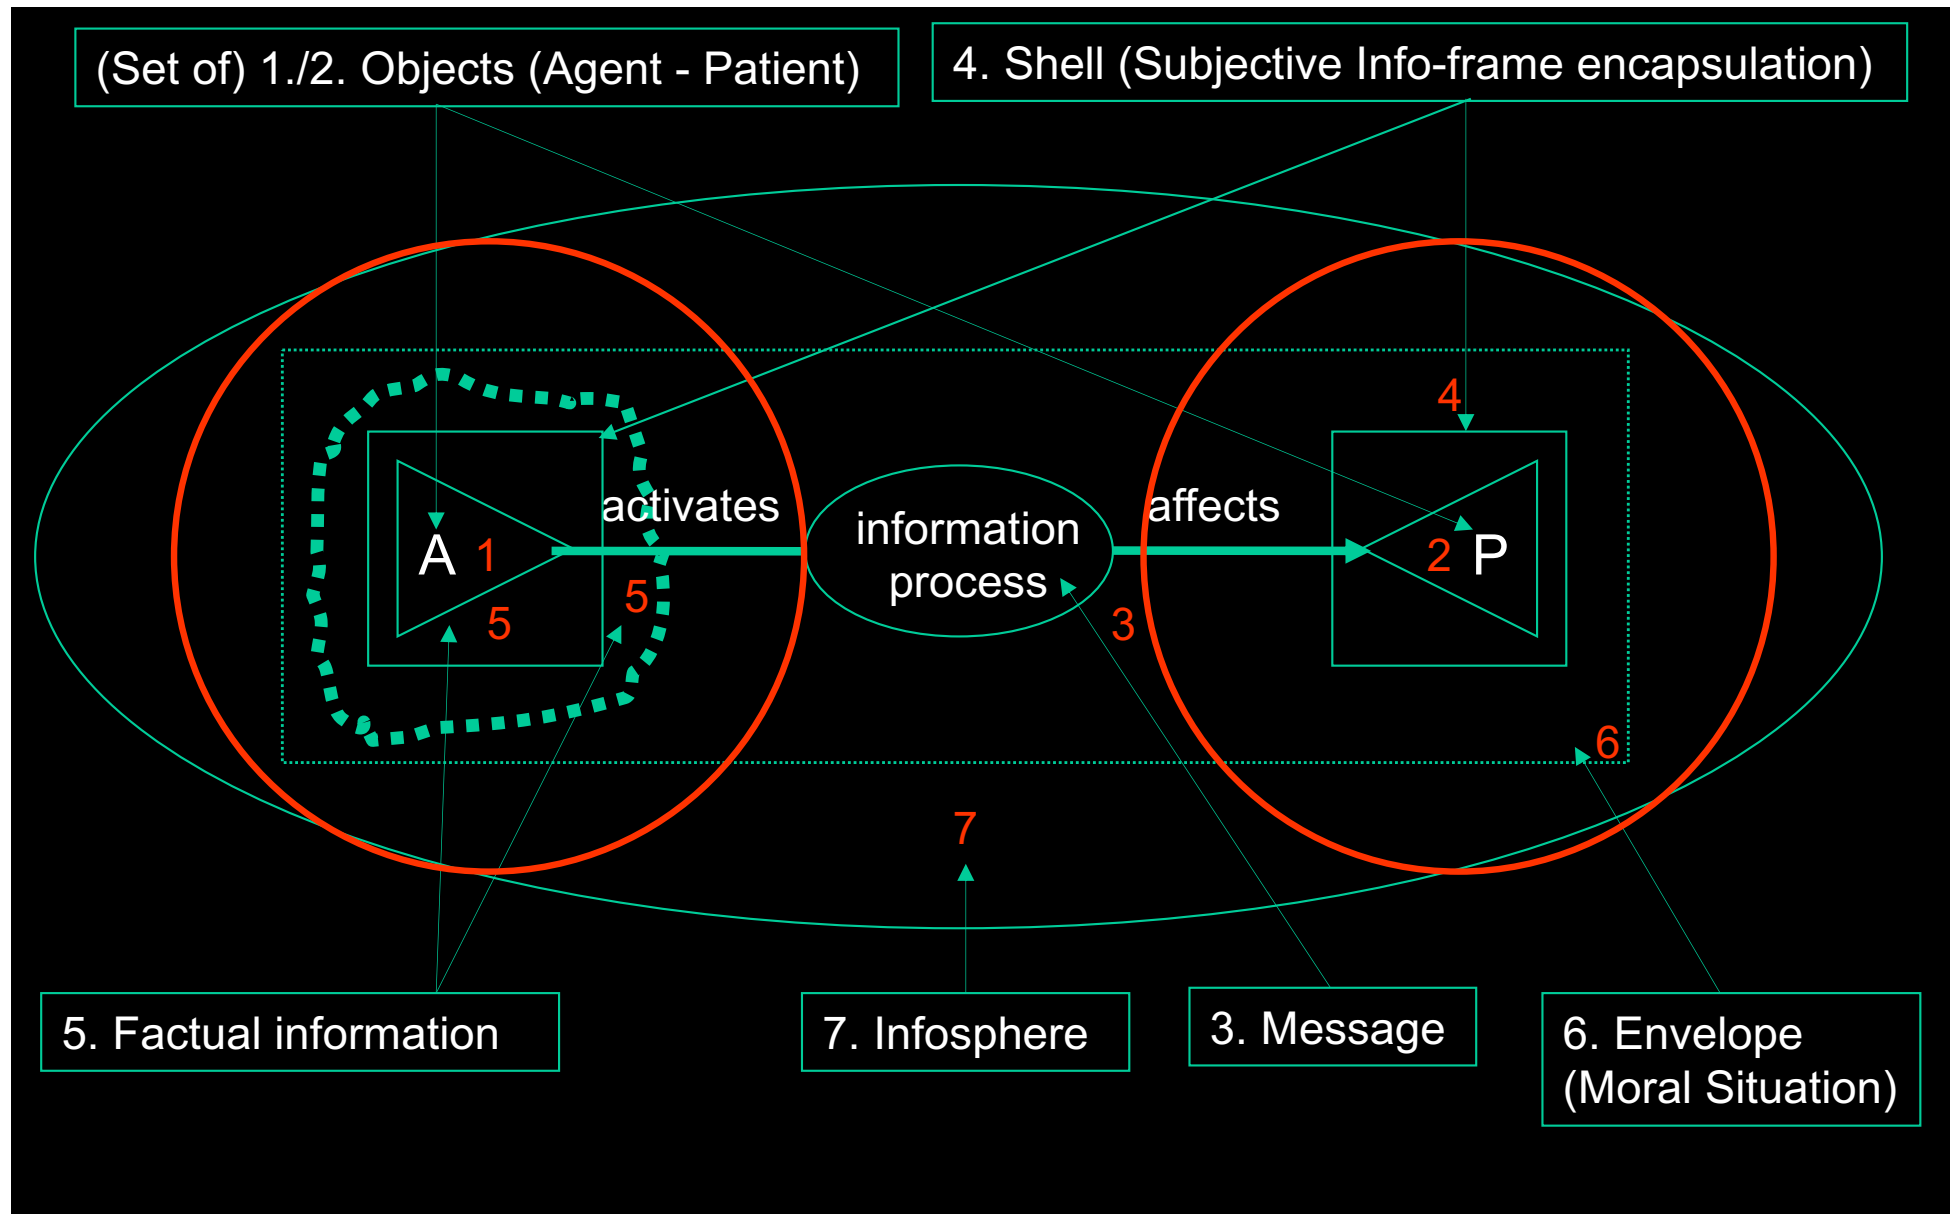 (Set of) 1./2. Objects (Agent - Patient)
4. Shell (Subjective Info-frame encapsulation)
4
activates
affects
information
process
A 1
2 P
5
5
3
6
7
5. Factual information
7. Infosphere
3. Message
6. Envelope
(Moral Situation)